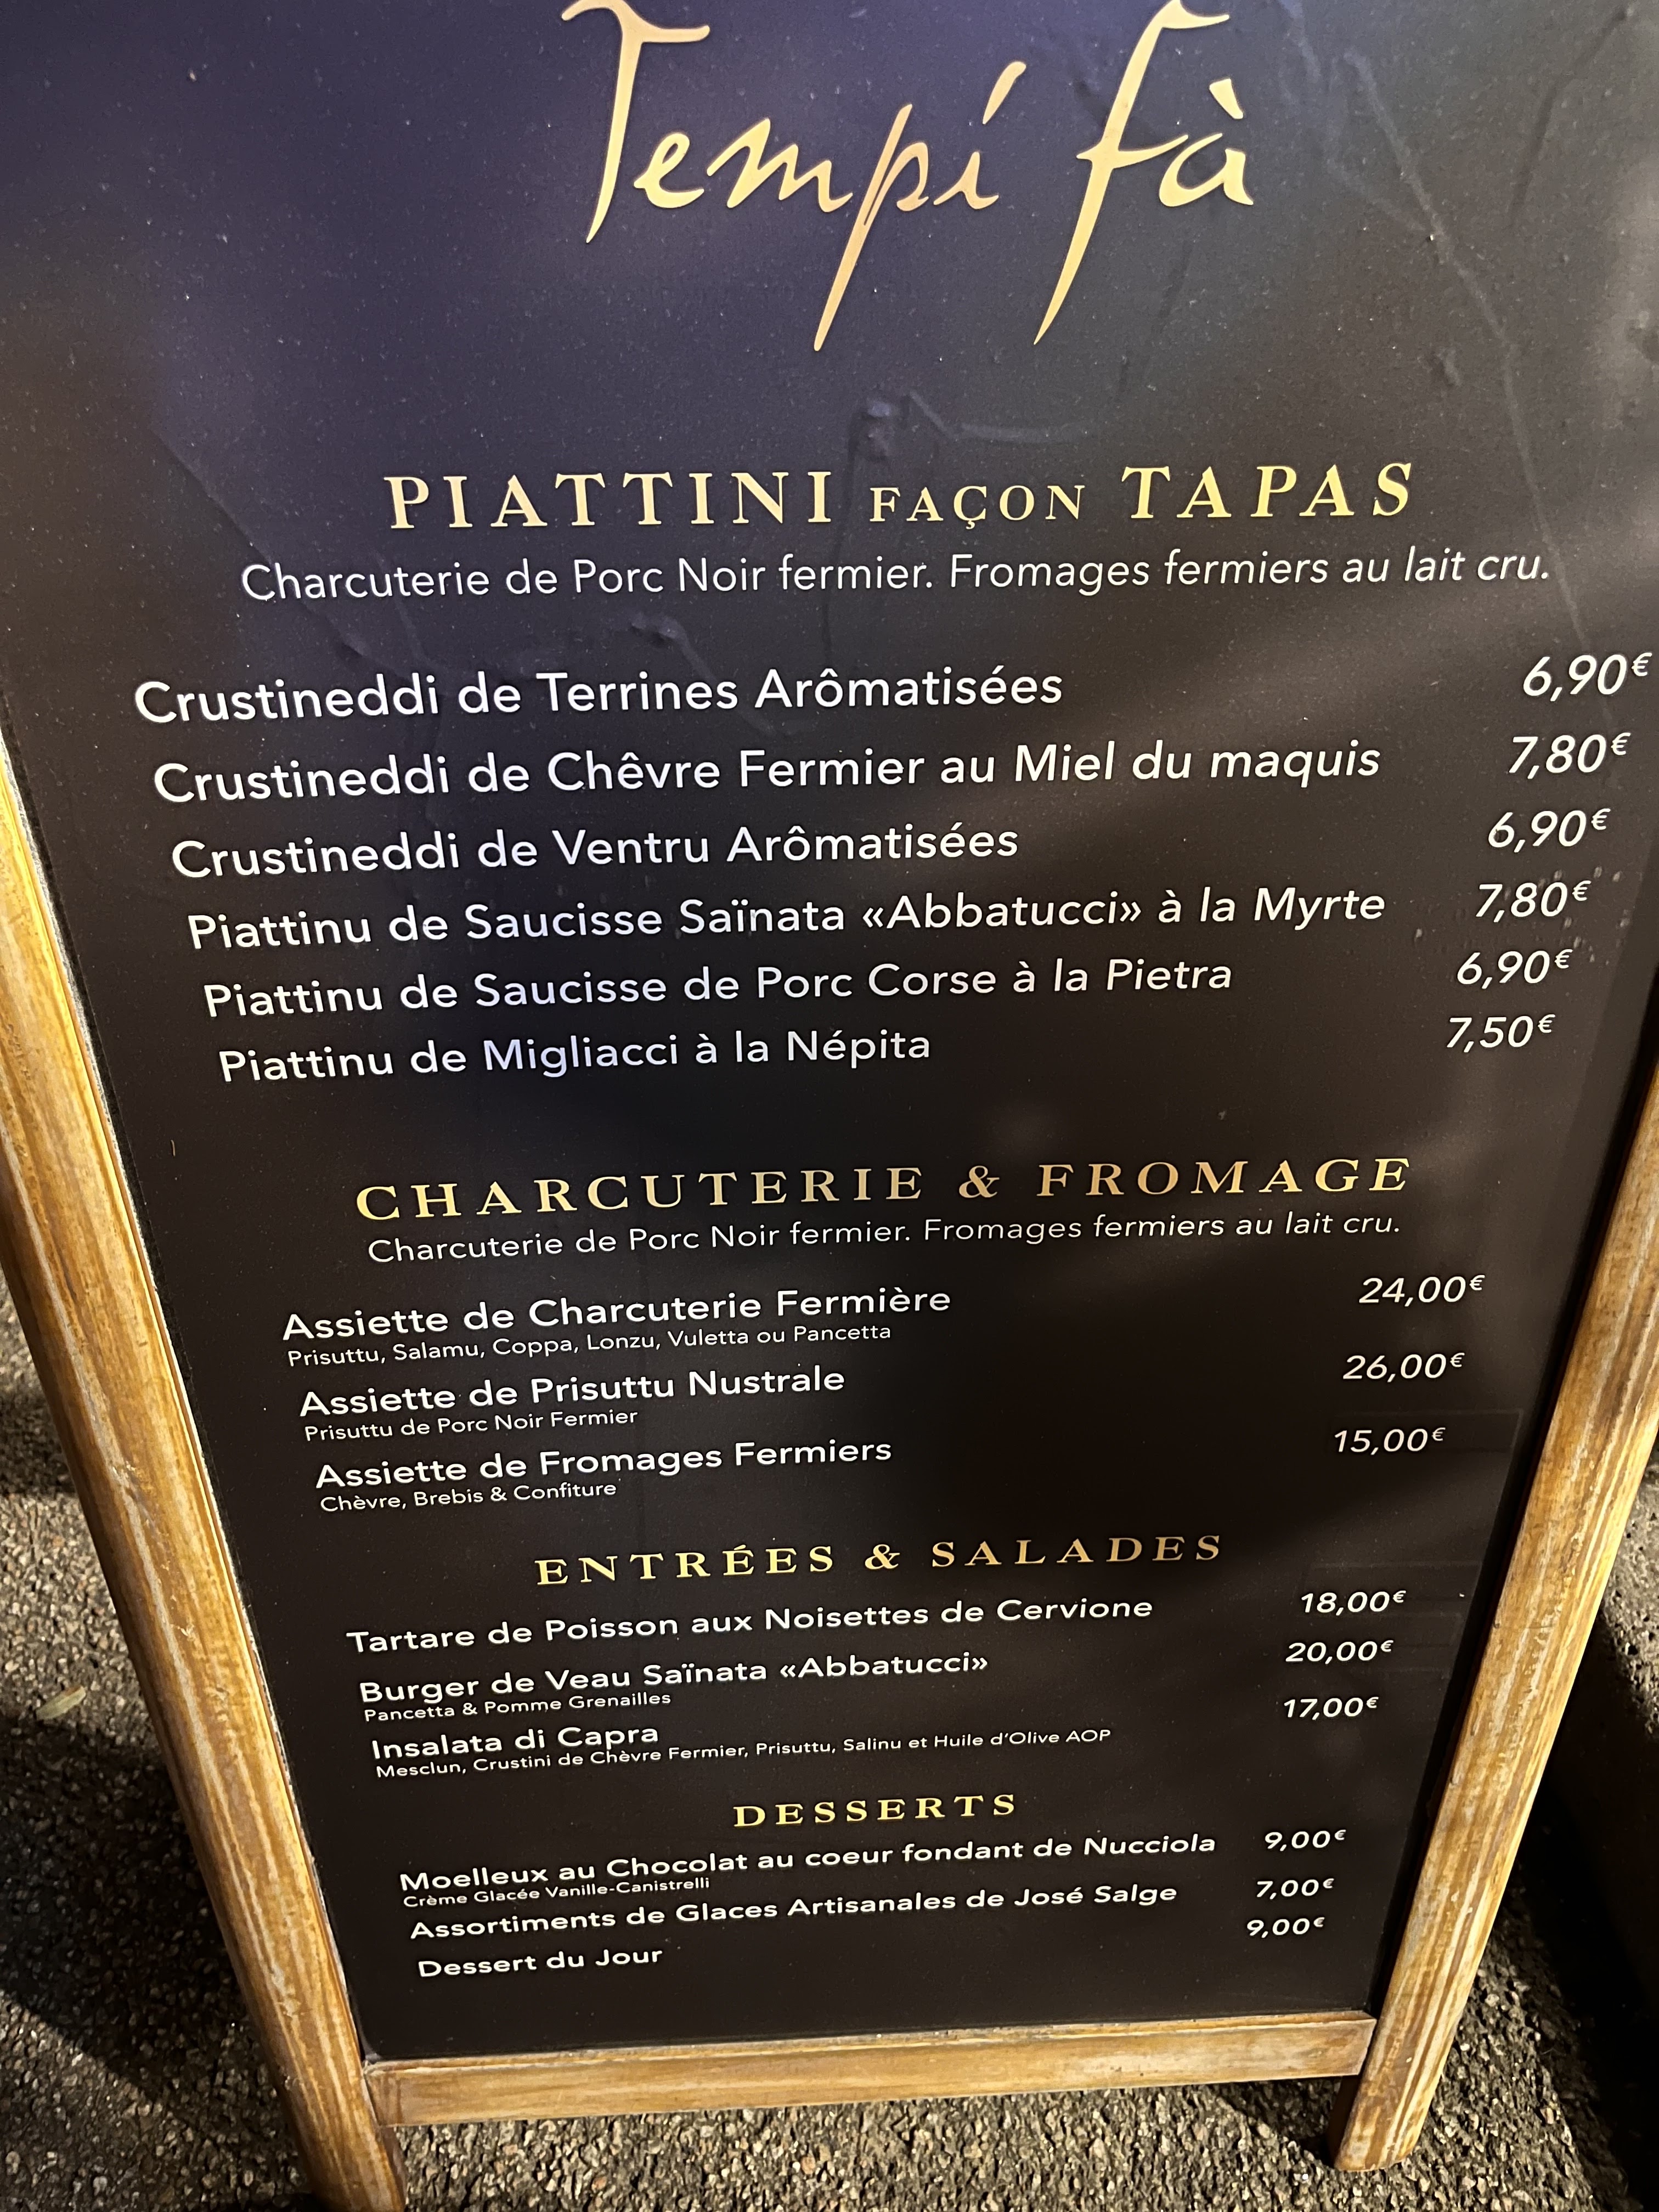 Tempi fà
PIATTINI FAÇON TAPAS
Charcuterie de Porc Noir fermier. Fromages fermiers au lait cru.
Crustineddi de Terrines Arômatisées 6,90€
Crustineddi de Chêvre Fermier au Miel du maquis 7,80€
Crustineddi de Ventru Arômatisées 6,90€
Piattinu de Saucisse Saïnata «Abbatucci» à la Myrte 7,80€
Piattinu de Saucisse de Porc Corse à la Pietra 6,90€
Piattinu de Migliacci à la Népita 7,50€
CHARCUTERIE & FROMAGE
Charcuterie de Porc Noir fermier. Fromages fermiers au lait cru.
Assiette de Charcuterie Fermière 24,00€
Prisuttu, Salamu, Coppa, Lonzu, Vuletta ou Pancetta
Assiette de Prisuttu Nustrale 26,00€
Prisuttu de Porc Noir Fermier
Assiette de Fromages Fermiers 15,00€
Chèvre, Brebis & Confiture
ENTRÉES & SALADES
Tartare de Poisson aux Noisettes de Cervione 18,00€
Burger de Veau Saïnata «Abbatucci» 20,00€
Pancetta & Pomme Grenailles
Insalata di Capra 17,00€
Mesclun, Crustini de Chèvre Fermier, Prisuttu, Salinu et Huile d'Olive AOP
DESSERTS
Moelleux au Chocolat au coeur fondant de Nucciola 9,00€
Crème Glacée Vanille-Canistrelli
Assortiments de Glaces Artisanales de José Salge 7,00€
Dessert du Jour 9,00€